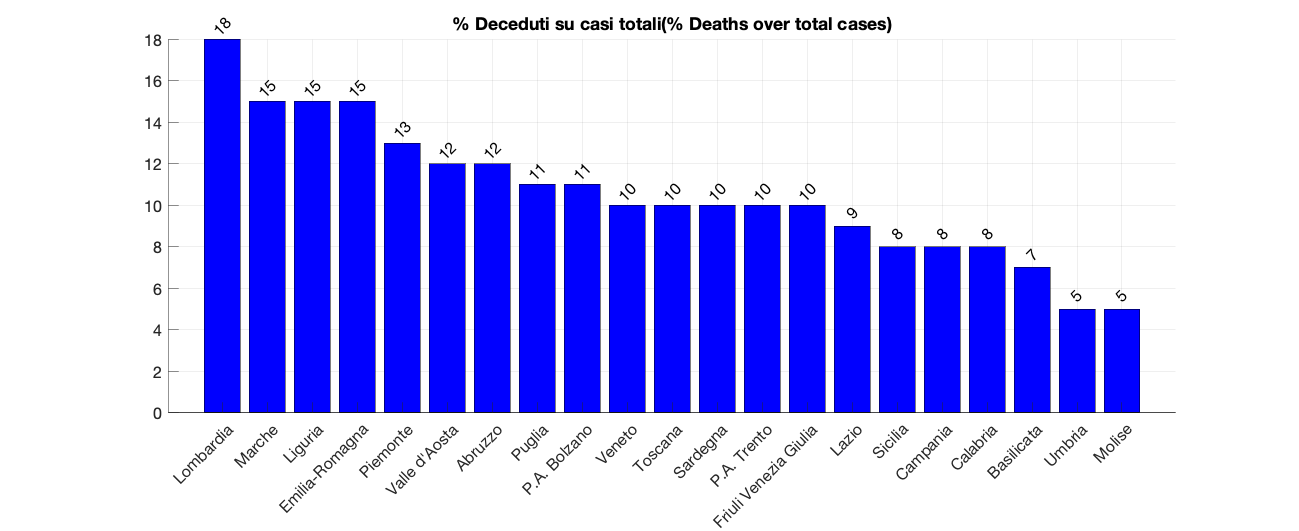 % Deceduti su casi totali(% Deaths over total cases)
18
16
14
12
10
8
6
4
2
0
18
15
15
15
13
12
12
11
11
10
10
10
10
10
9
8
8
8
7
5
5
Lombardia
Marche
Liguria
Emilia-Romagna
Piemonte
Valle d'Aosta
Abruzzo
Puglia
P.A. Bolzano
Veneto
Toscana
Sardegna
P.A. Trento
Friuli Venezia Giulia
Lazio
Sicilia
Campania
Calabria
Basilicata
Umbria
Molise